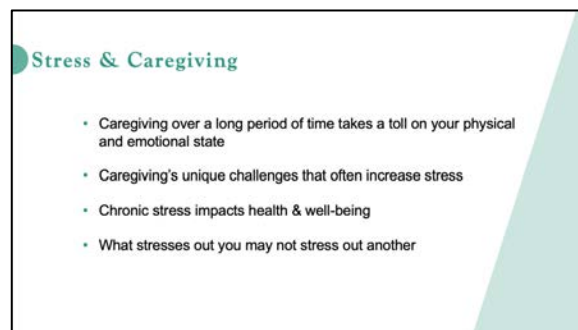 Stress & Caregiving
• Caregiving over a long period of time takes a toll on your physical
and emotional state
• Caregiving's unique challenges that often increase stress
• Chronic stress impacts health & well-being
• What stresses out you may not stress out another